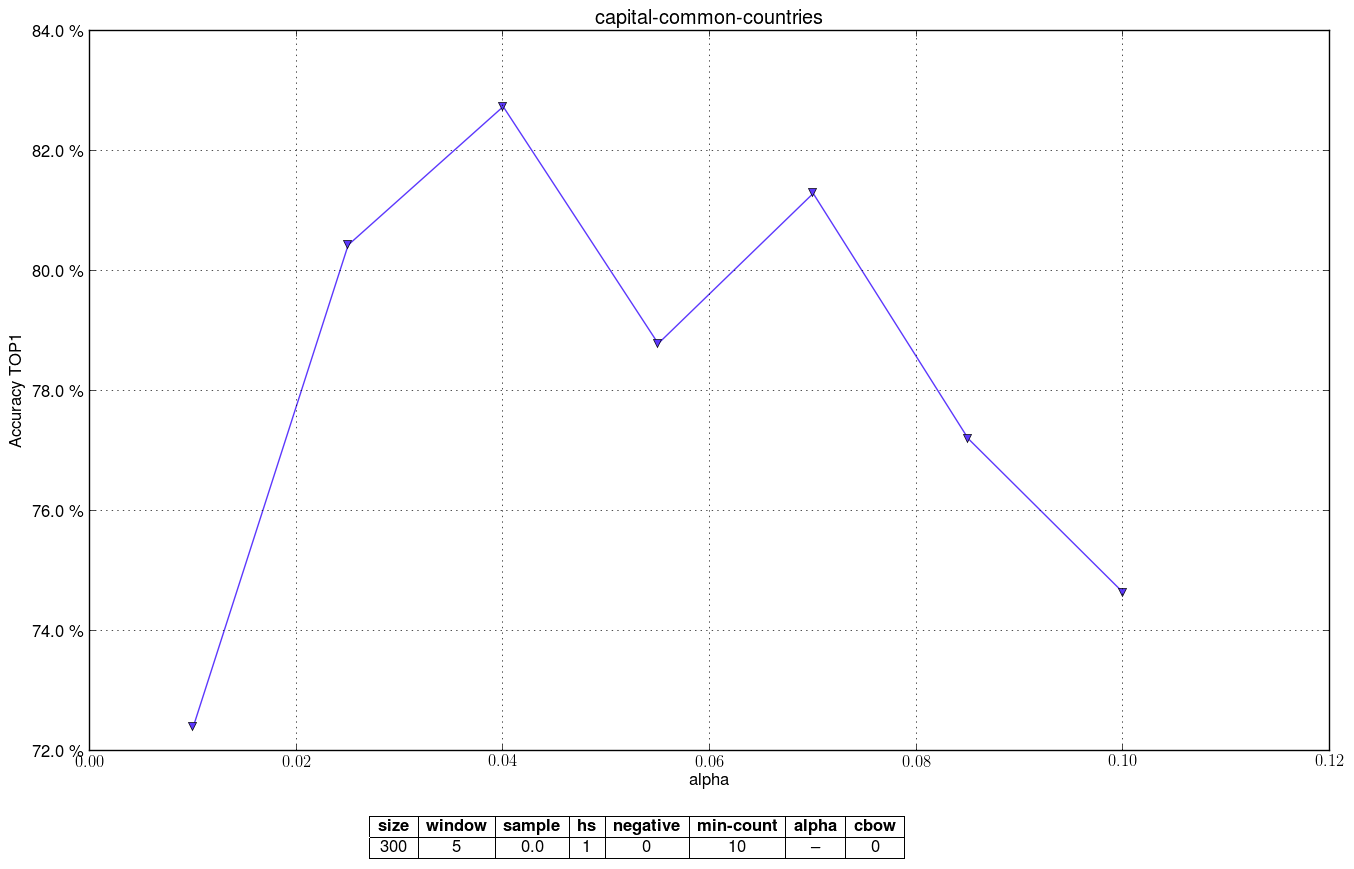 capital-common-countries
84.0 %
82.0 %
80.0 %
78.0 %
76.0 %
74.0 %
72.0 %
Accuracy TOP1
0.00 0.02 0.04 0.06 0.08 0.10 0.12
alpha
size window sample hs negative min-count alpha cbow
300 5 0.0 1 0 10 – 0